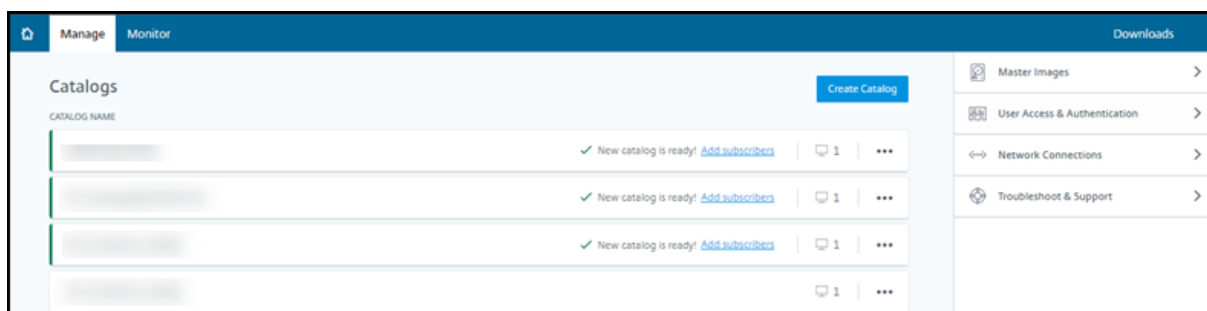 Manage Monitor Downloads
Catalogs Create Catalog
CATALOG NAME
New catalog is ready! Add subscribers 1 •••
New catalog is ready! Add subscribers 1 •••
New catalog is ready! Add subscribers 1 •••
1 •••
Master Images
User Access & Authentication
Network Connections
Troubleshoot & Support